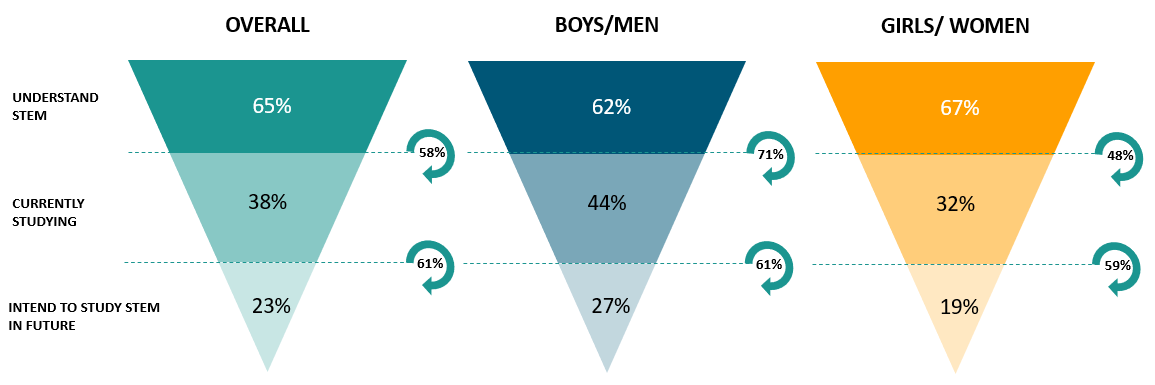 OVERALL
BOYS/MEN
GIRLS/ WOMEN
UNDERSTAND
STEM
65%
62%
67%
58%
71%
48%
CURRENTLY
STUDYING
38%
44%
32%
61%
61%
59%
INTEND TO STUDY STEM
IN FUTURE
23%
27%
19%